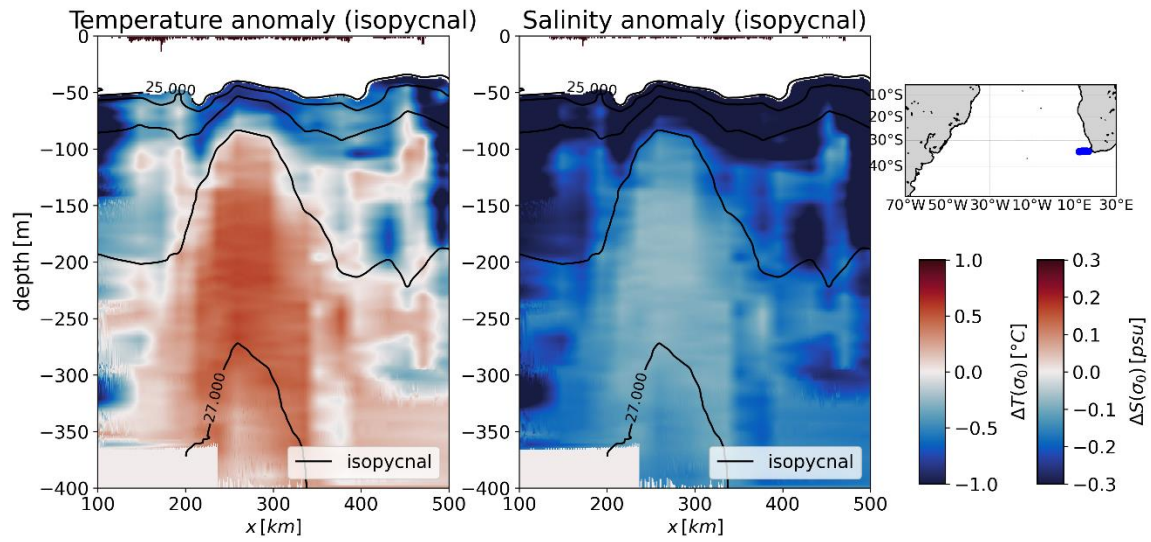 Temperature anomaly (isopycnal)
Salinity anomaly (isopycnal)
depth [m]
0
−50
−100
−150
−200
−250
−300
−350
−400
25.000
27.000
isopycnal
100
200
300
400
500
x [km]
25.000
27.000
isopycnal
100
200
300
400
500
x [km]
10°S
20°S
30°S
40°S
70°W
50°W
30°W
10°W
10°E
30°E
1.0
0.5
0.0
−0.5
−1.0
ΔT(σ₀) [°C]
0.3
0.2
0.1
0.0
−0.1
−0.2
−0.3
ΔS(σ₀) [psu]